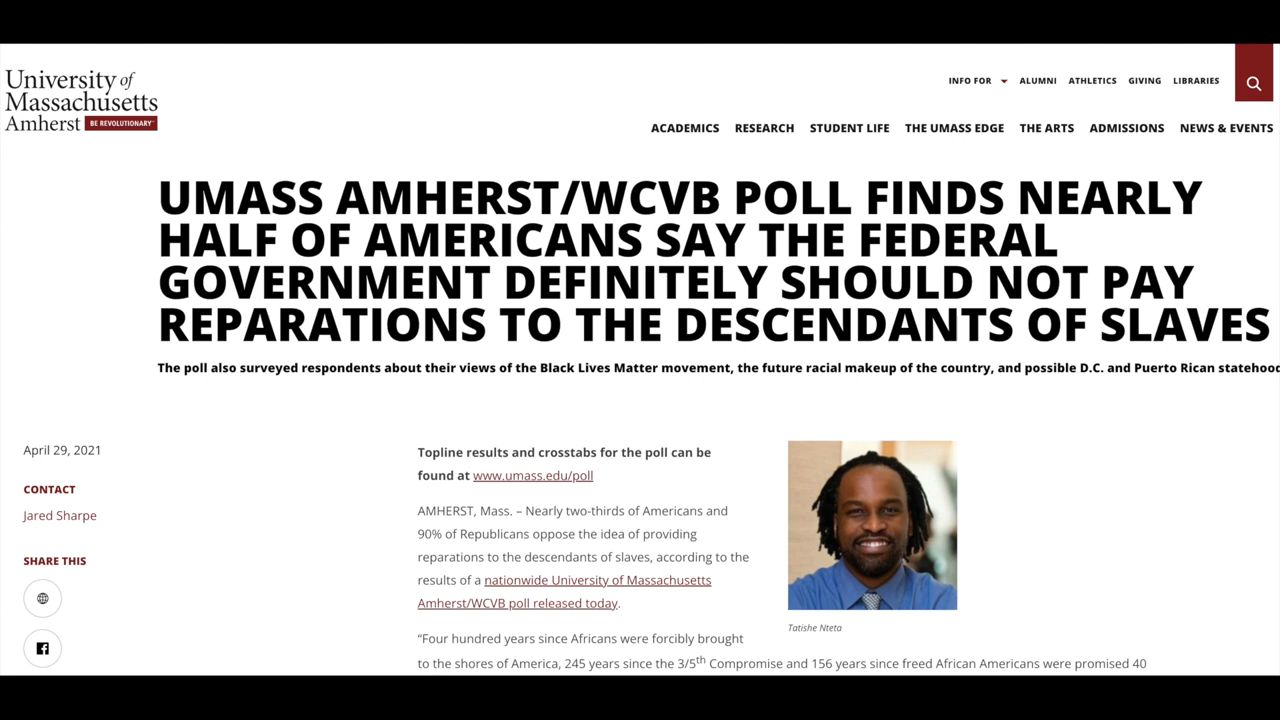 University of
Massachusetts
Amherst BE REVOLUTIONARY™
INFO FOR ALUMNI ATHLETICS GIVING LIBRARIES
ACADEMICS RESEARCH STUDENT LIFE THE UMASS EDGE THE ARTS ADMISSIONS NEWS & EVENTS
UMASS AMHERST/WCVB POLL FINDS NEARLY
HALF OF AMERICANS SAY THE FEDERAL
GOVERNMENT DEFINITELY SHOULD NOT PAY
REPARATIONS TO THE DESCENDANTS OF SLAVES
The poll also surveyed respondents about their views of the Black Lives Matter movement, the future racial makeup of the country, and possible D.C. and Puerto Rican statehood
April 29, 2021
CONTACT
Jared Sharpe
SHARE THIS
Topline results and crosstabs for the poll can be
found at www.umass.edu/poll
AMHERST, Mass. – Nearly two-thirds of Americans and
90% of Republicans oppose the idea of providing
reparations to the descendants of slaves, according to the
results of a nationwide University of Massachusetts
Amherst/WCVB poll released today.
Tatishe Nteta
“Four hundred years since Africans were forcibly brought
to the shores of America, 245 years since the 3/5th Compromise and 156 years since freed African Americans were promised 40